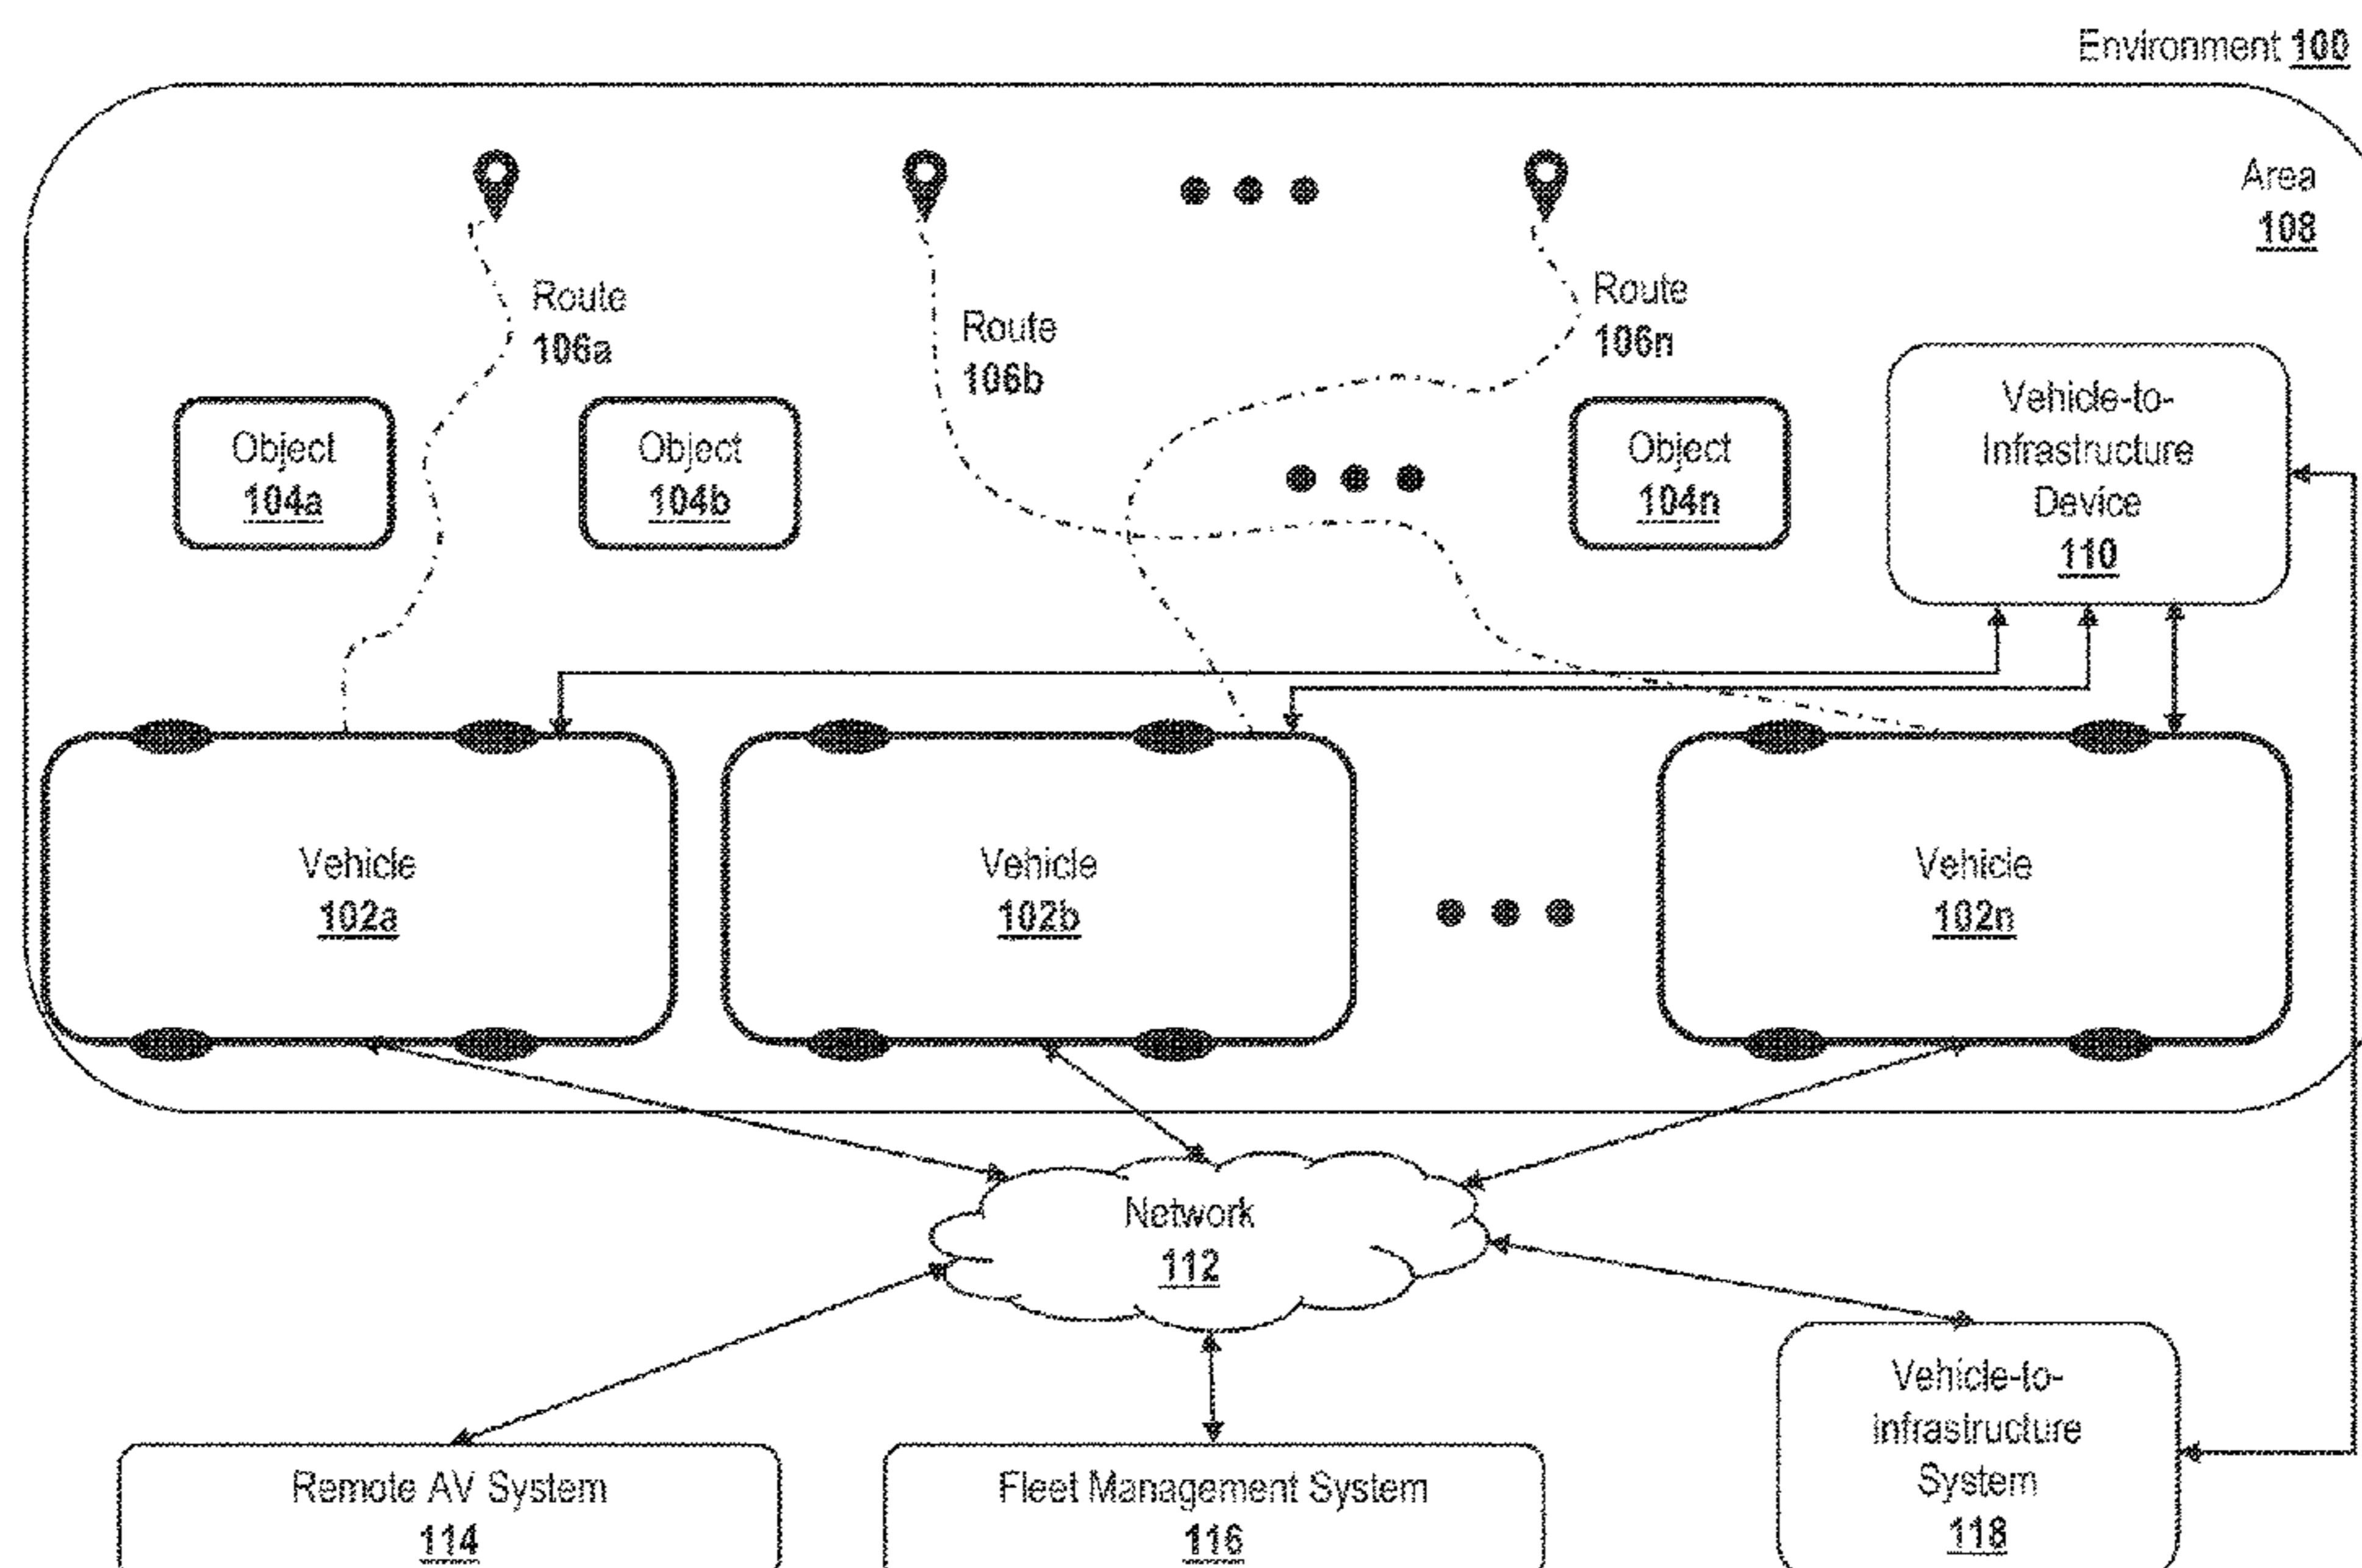 Environment 100
Area
108
Route
106a
Route
106b
Route
106n
Object
104a
Object
104b
Object
104n
Vehicle-to-
Infrastructure
Device
110
Vehicle
102a
Vehicle
102b
Vehicle
102n
Network
112
Remote AV System
114
Fleet Management System
116
Vehicle-to-
Infrastructure
System
118